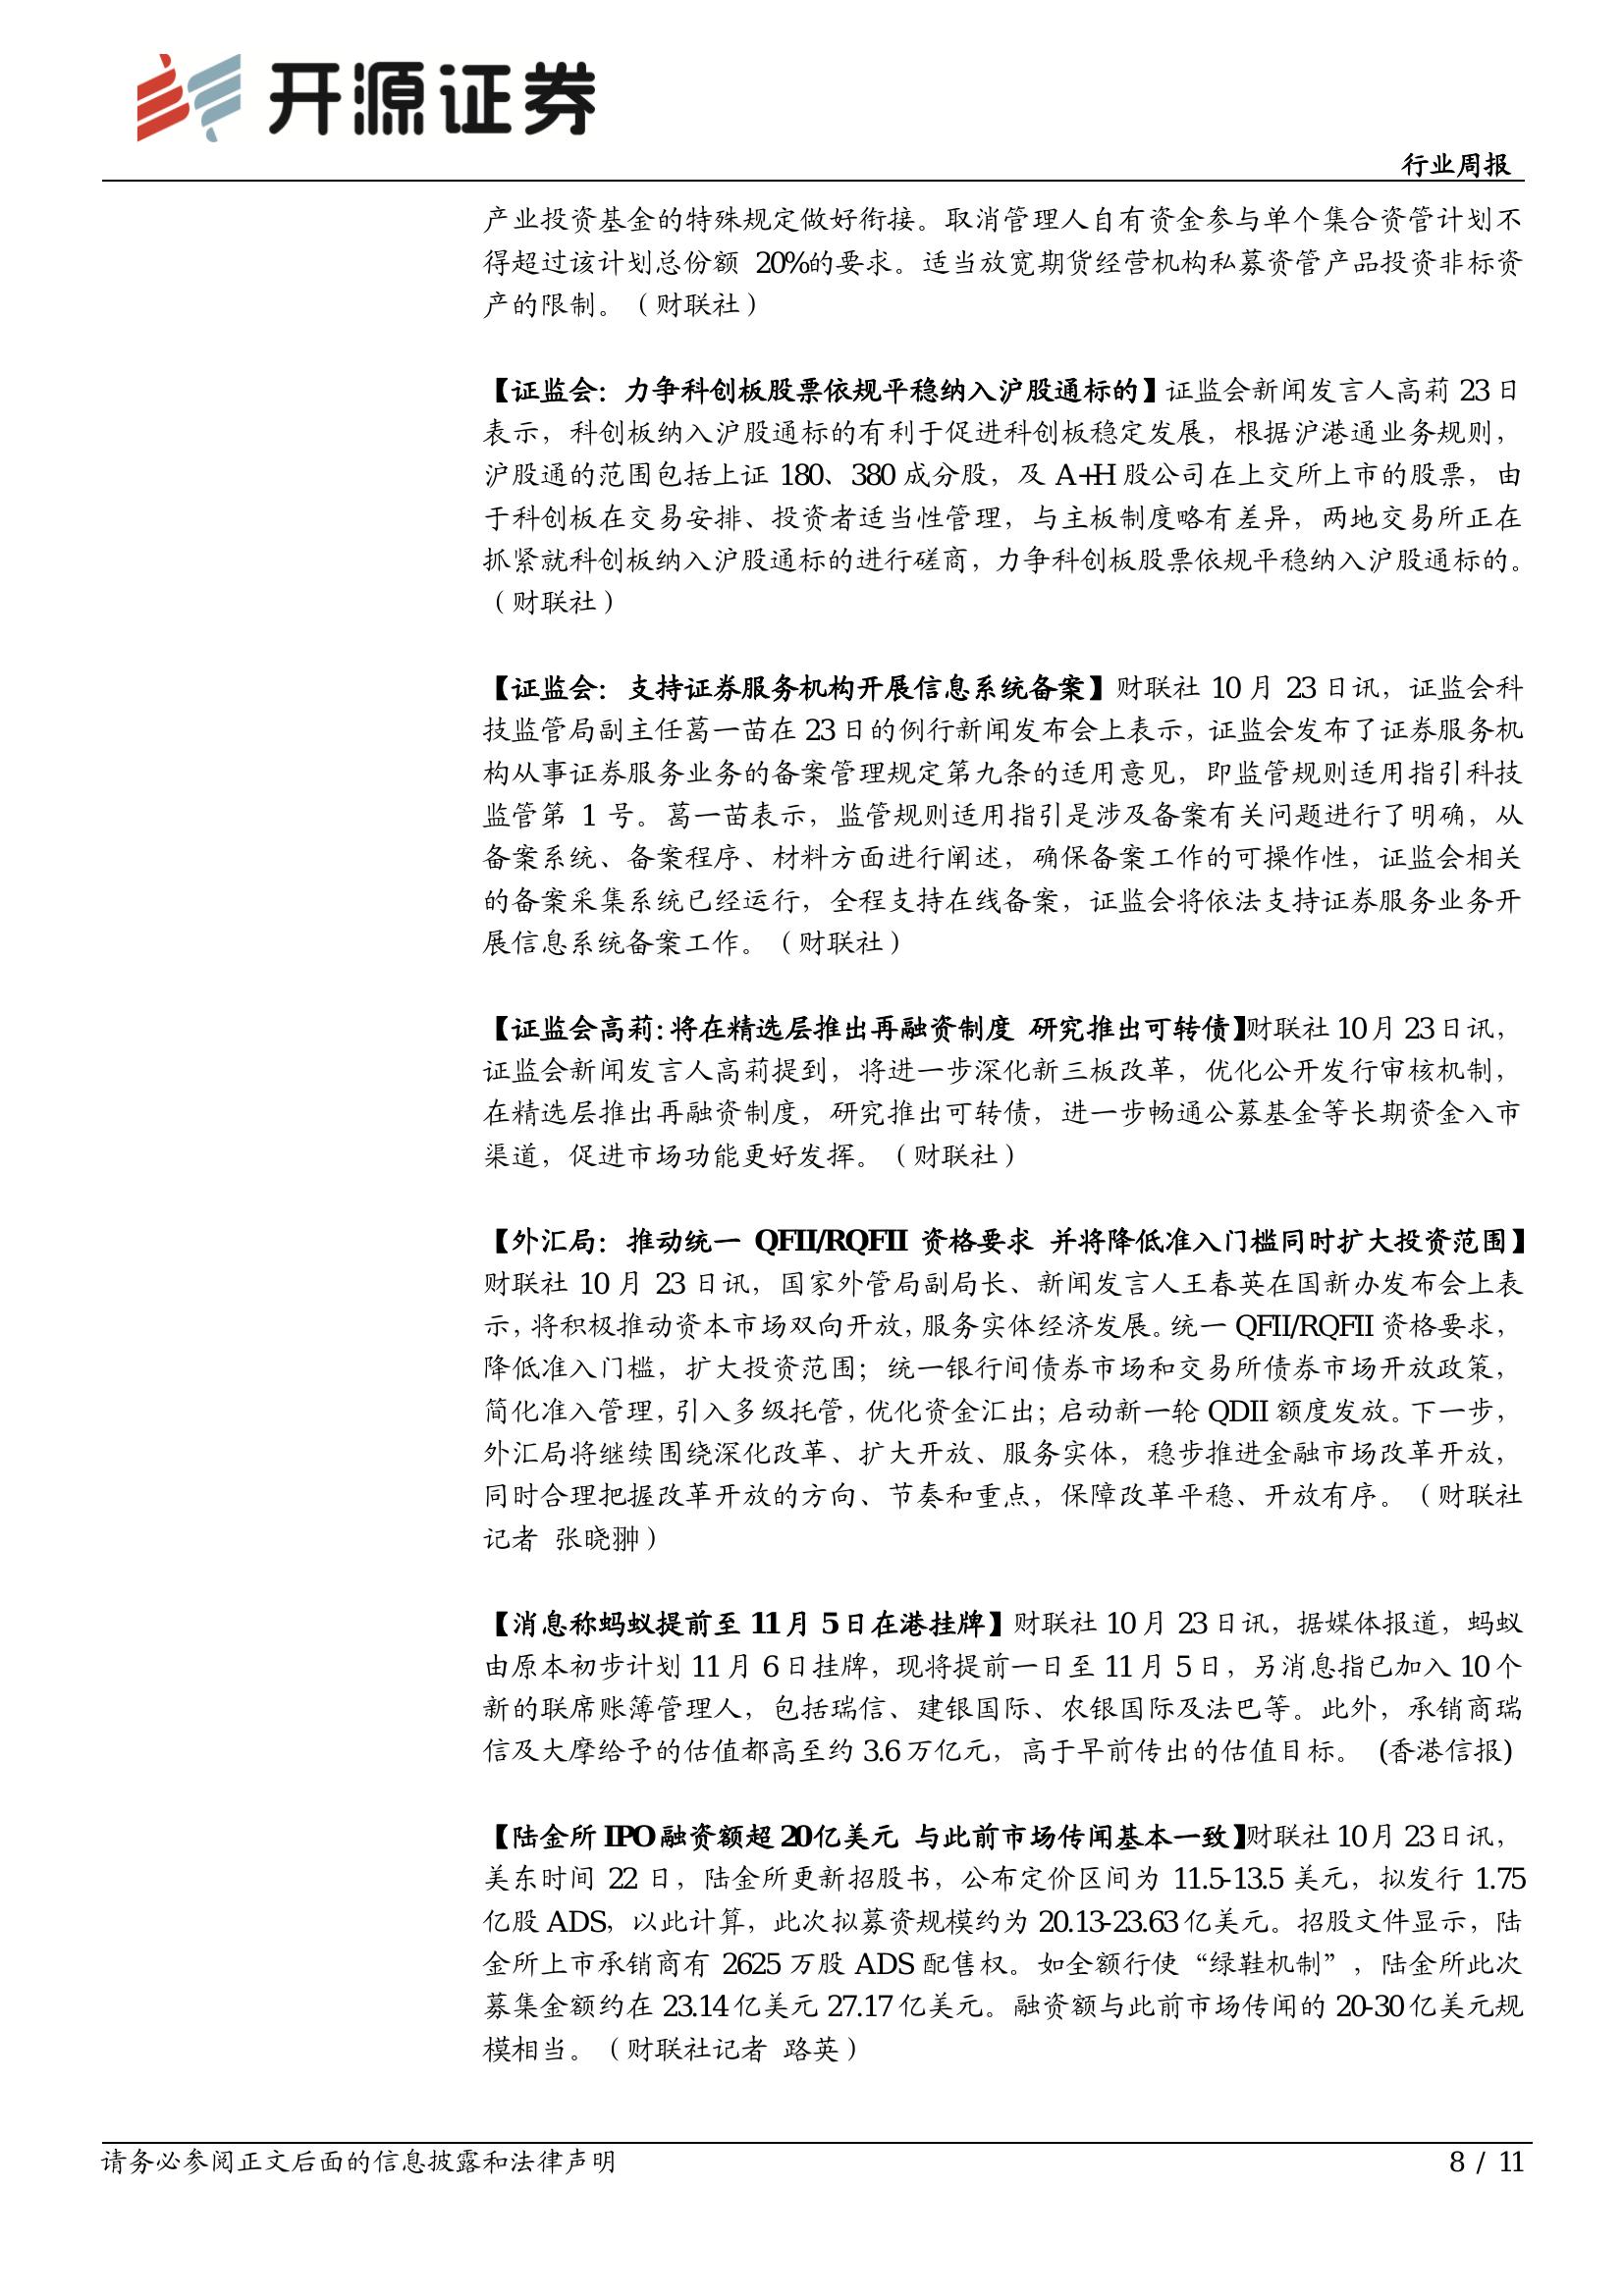 开源证券
行业周报
产业投资基金的特殊规定做好衔接。取消管理人自有资金参与单个集合资管计划不
得超过该计划总份额 20%的要求。适当放宽期货经营机构私募资管产品投资非标资
产的限制。（财联社）
【证监会：力争科创板股票依规平稳纳入沪股通标的】证监会新闻发言人高莉 23 日
表示，科创板纳入沪股通标的有利于促进科创板稳定发展，根据沪港通业务规则，
沪股通的范围包括上证 180、380 成分股，及 A+H 股公司在上交所上市的股票，由
于科创板在交易安排、投资者适当性管理，与主板制度略有差异，两地交易所正在
抓紧就科创板纳入沪股通标的进行磋商，力争科创板股票依规平稳纳入沪股通标的。
（财联社）
【证监会：支持证券服务机构开展信息系统备案】财联社 10 月 23 日讯，证监会科
技监管局副主任葛一苗在 23 日的例行新闻发布会上表示，证监会发布了证券服务机
构从事证券服务业务的备案管理规定第九条的适用意见，即监管规则适用指引科技
监管第 1 号。葛一苗表示，监管规则适用指引是涉及备案有关问题进行了明确，从
备案系统、备案程序、材料方面进行阐述，确保备案工作的可操作性，证监会相关
的备案采集系统已经运行，全程支持在线备案，证监会将依法支持证券服务业务开
展信息系统备案工作。（财联社）
【证监会高莉：将在精选层推出再融资制度 研究推出可转债】财联社 10 月 23 日讯，
证监会新闻发言人高莉提到，将进一步深化新三板改革，优化公开发行审核机制，
在精选层推出再融资制度，研究推出可转债，进一步畅通公募基金等长期资金入市
渠道，促进市场功能更好发挥。（财联社）
【外汇局：推动统一 QFII/RQFII 资格要求 并将降低准入门槛同时扩大投资范围】
财联社 10 月 23 日讯，国家外管局副局长、新闻发言人王春英在国新办发布会上表
示，将积极推动资本市场双向开放，服务实体经济发展。统一 QFII/RQFII 资格要求，
降低准入门槛，扩大投资范围；统一银行间债券市场和交易所债券市场开放政策，
简化准入管理，引入多级托管，优化资金汇出；启动新一轮 QDII 额度发放。下一步，
外汇局将继续围绕深化改革、扩大开放、服务实体，稳步推进金融市场改革开放，
同时合理把握改革开放的方向、节奏和重点，保障改革平稳、开放有序。（财联社
记者 张晓翀）
【消息称蚂蚁提前至 11 月 5 日在港挂牌】财联社 10 月 23 日讯，据媒体报道，蚂蚁
由原本初步计划 11 月 6 日挂牌，现将提前一日至 11 月 5 日，另消息指已加入 10 个
新的联席账簿管理人，包括瑞信、建银国际、农银国际及法巴等。此外，承销商瑞
信及大摩给予的估值都高至约 3.6 万亿元，高于早前传出的估值目标。 (香港信报)
【陆金所 IPO 融资额超 20 亿美元 与此前市场传闻基本一致】财联社 10 月 23 日讯，
美东时间 22 日，陆金所更新招股书，公布定价区间为 11.5-13.5 美元，拟发行 1.75
亿股 ADS，以此计算，此次拟募资规模约为 20.13-23.63 亿美元。招股文件显示，陆
金所上市承销商有 2625 万股 ADS 配售权。如全额行使“绿鞋机制”，陆金所此次
募集金额约在 23.14 亿美元 27.17 亿美元。融资额与此前市场传闻的 20-30 亿美元规
模相当。（财联社记者 路英）
请务必参阅正文后面的信息披露和法律声明
8 / 11